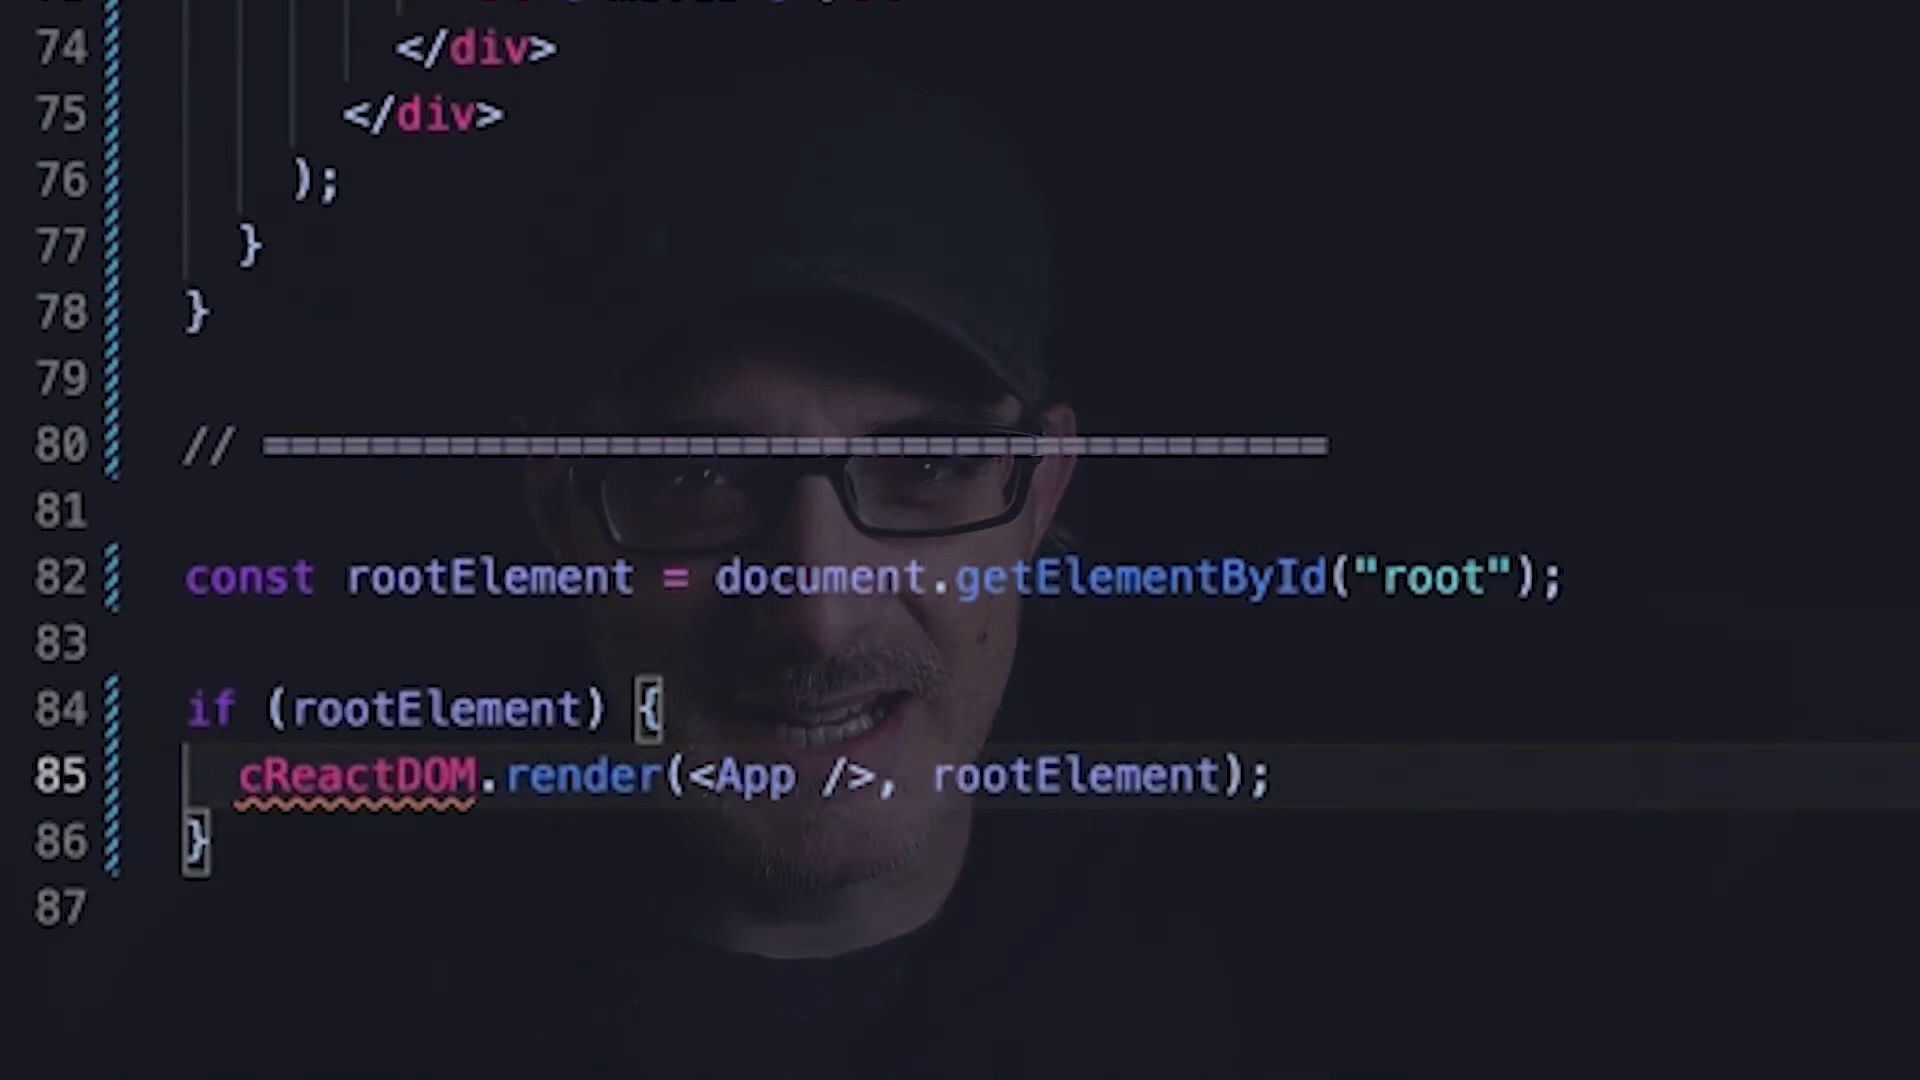 74 </div>
75 </div>
76 );
77 }
78 }
79
80 // ========================================
81
82 const rootElement = document.getElementById("root");
83
84 if (rootElement) {
85 cReactDOM.render(<App />, rootElement);
86 }
87